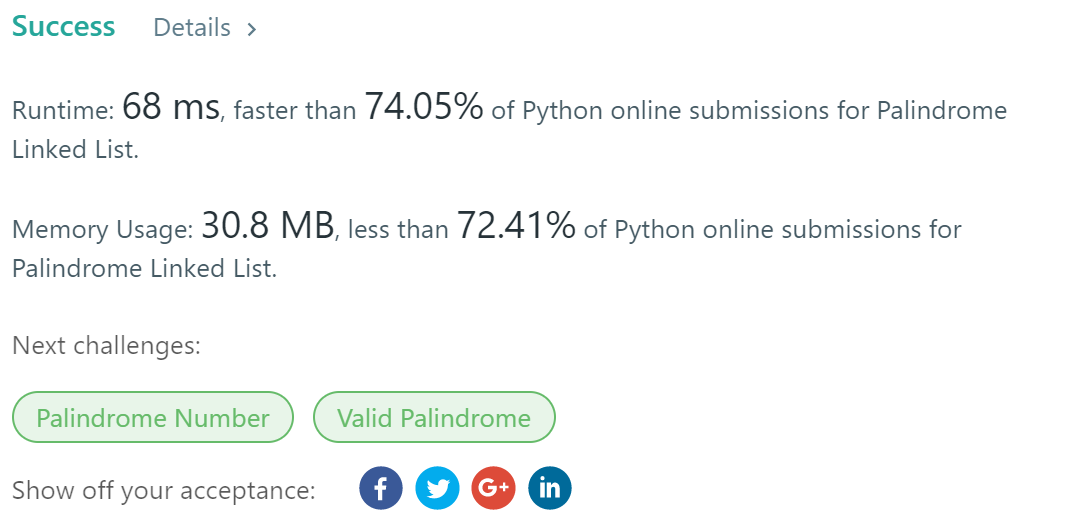 Success Details >
Runtime: 68 ms, faster than 74.05% of Python online submissions for Palindrome
Linked List.
Memory Usage: 30.8 MB, less than 72.41% of Python online submissions for
Palindrome Linked List.
Next challenges:
Palindrome Number Valid Palindrome
Show off your acceptance: f G+ in